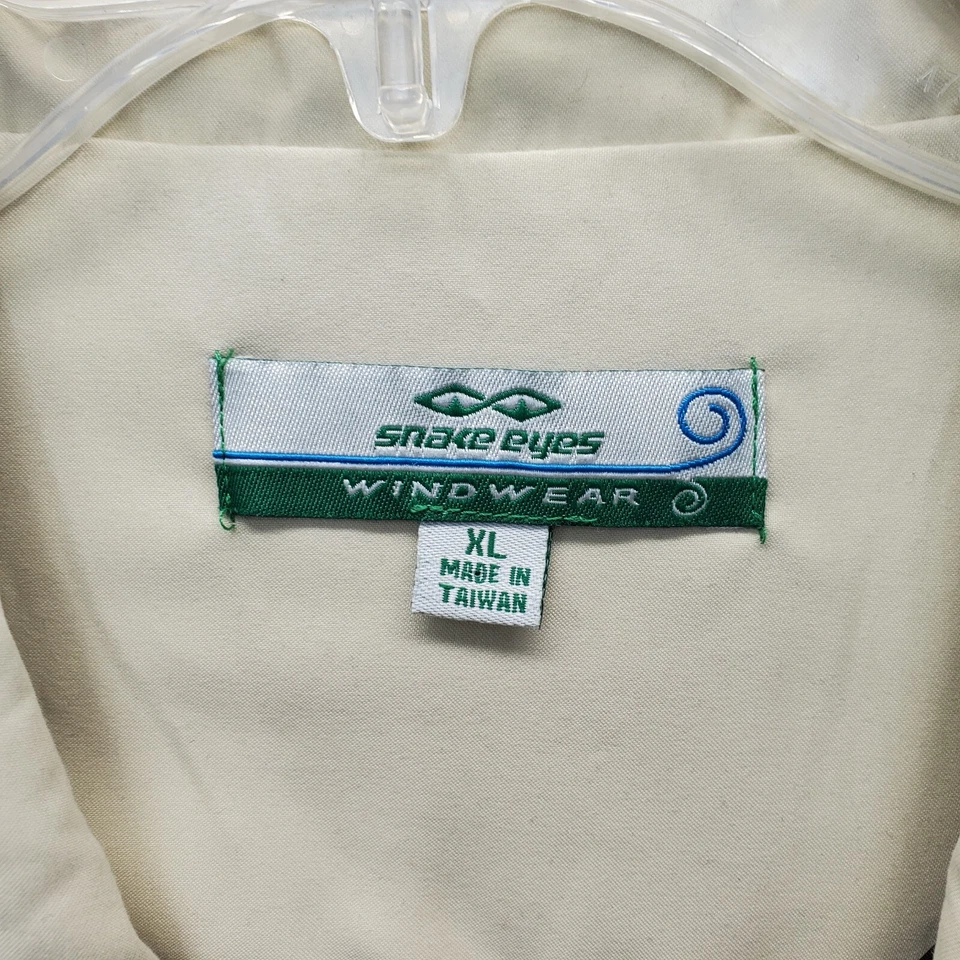 snake eyes
WINDWEAR
XL
MADE IN
TAIWAN